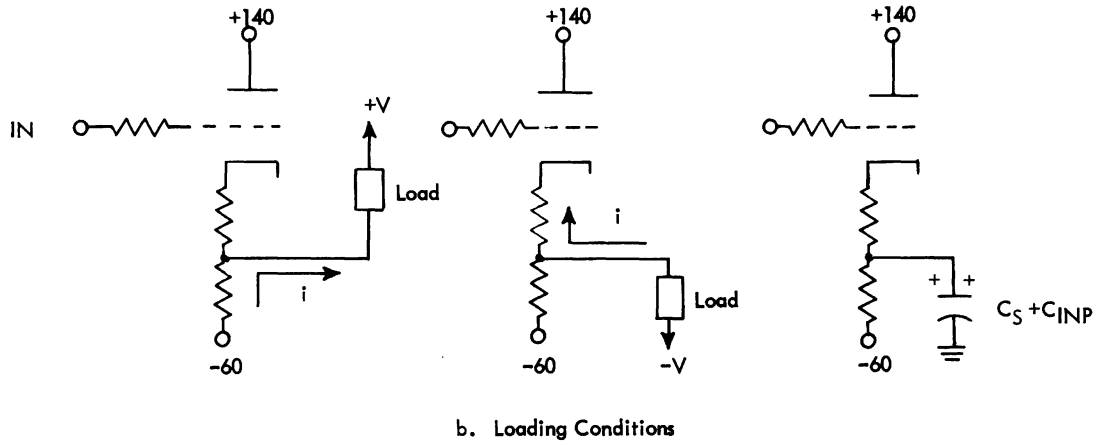 +140 +140 +140
+V
IN
Load
i
i
Load
+ +
C_S + C_INP
-60 -60 -V -60
b. Loading Conditions